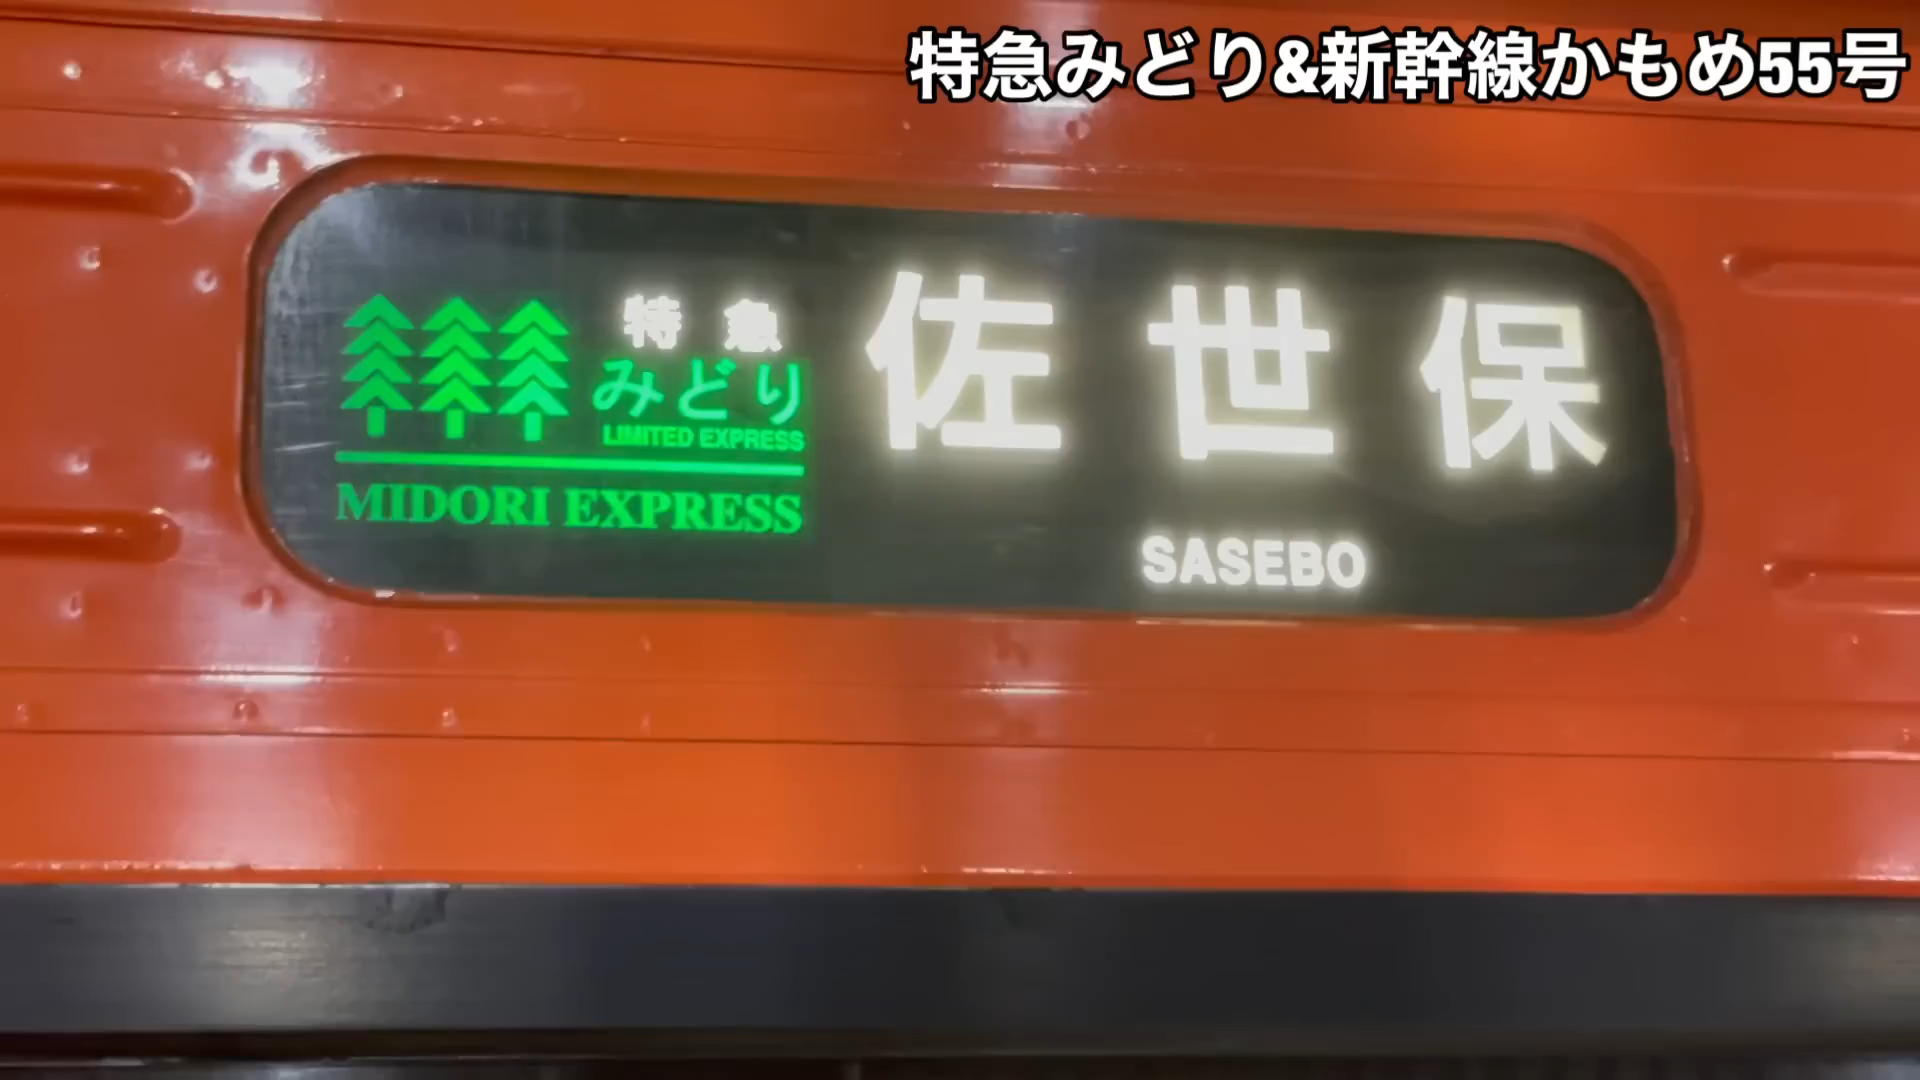 特急みどり&新幹線かもめ55号
特急
みどり
LIMITED EXPRESS
MIDORI EXPRESS
佐世保
SASEBO